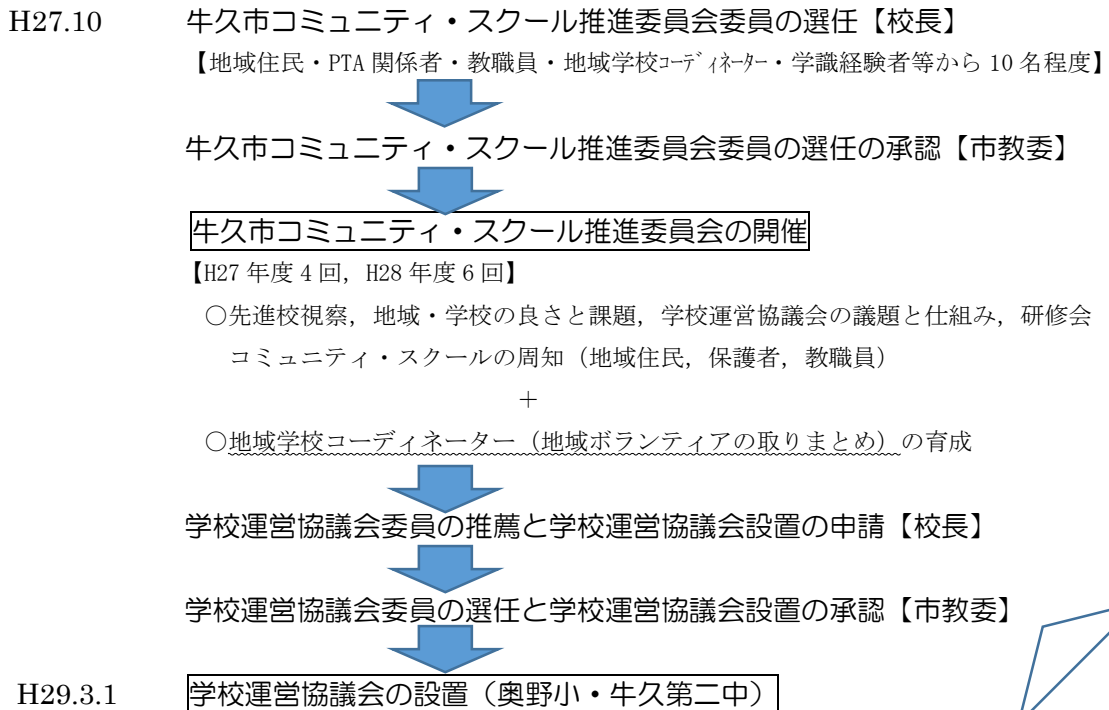 H27.10 牛久市コミュニティ・スクール推進委員会委員の選任【校長】
【地域住民・PTA 関係者・教職員・地域学校ｺｰﾃﾞｨﾈｰﾀｰ・学識経験者等から 10 名程度】
牛久市コミュニティ・スクール推進委員会委員の選任の承認【市教委】
牛久市コミュニティ・スクール推進委員会の開催
【H27 年度 4 回，H28 年度 6 回】
○先進校視察，地域・学校の良さと課題，学校運営協議会の議題と仕組み，研修会
コミュニティ・スクールの周知（地域住民，保護者，教職員）
＋
○地域学校コーディネーター（地域ボランティアの取りまとめ）の育成
学校運営協議会委員の推薦と学校運営協議会設置の申請【校長】
学校運営協議会委員の選任と学校運営協議会設置の承認【市教委】
H29.3.1 学校運営協議会の設置（奥野小・牛久第二中）